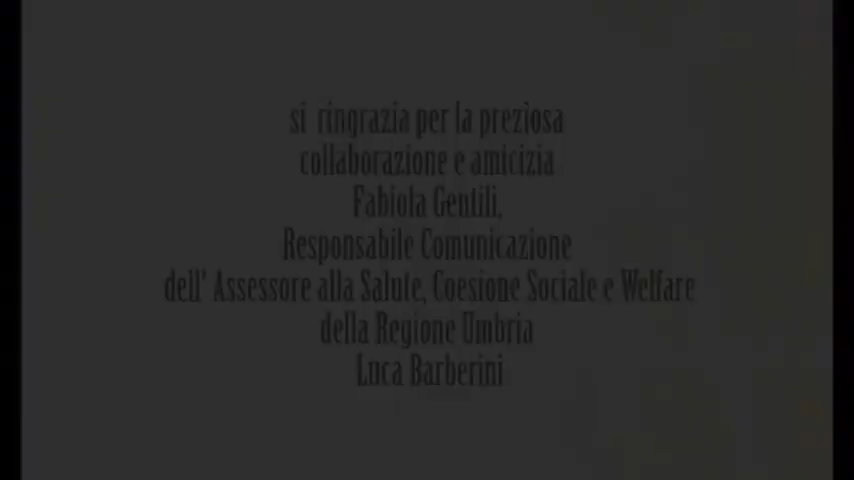 si ringrazia per la preziosa
collaborazione e amicizia
Fabiola Gentili,
Responsabile Comunicazione
dell' Assessore alla Salute, Coesione Sociale e Welfare
della Regione Umbria
Luca Barberini